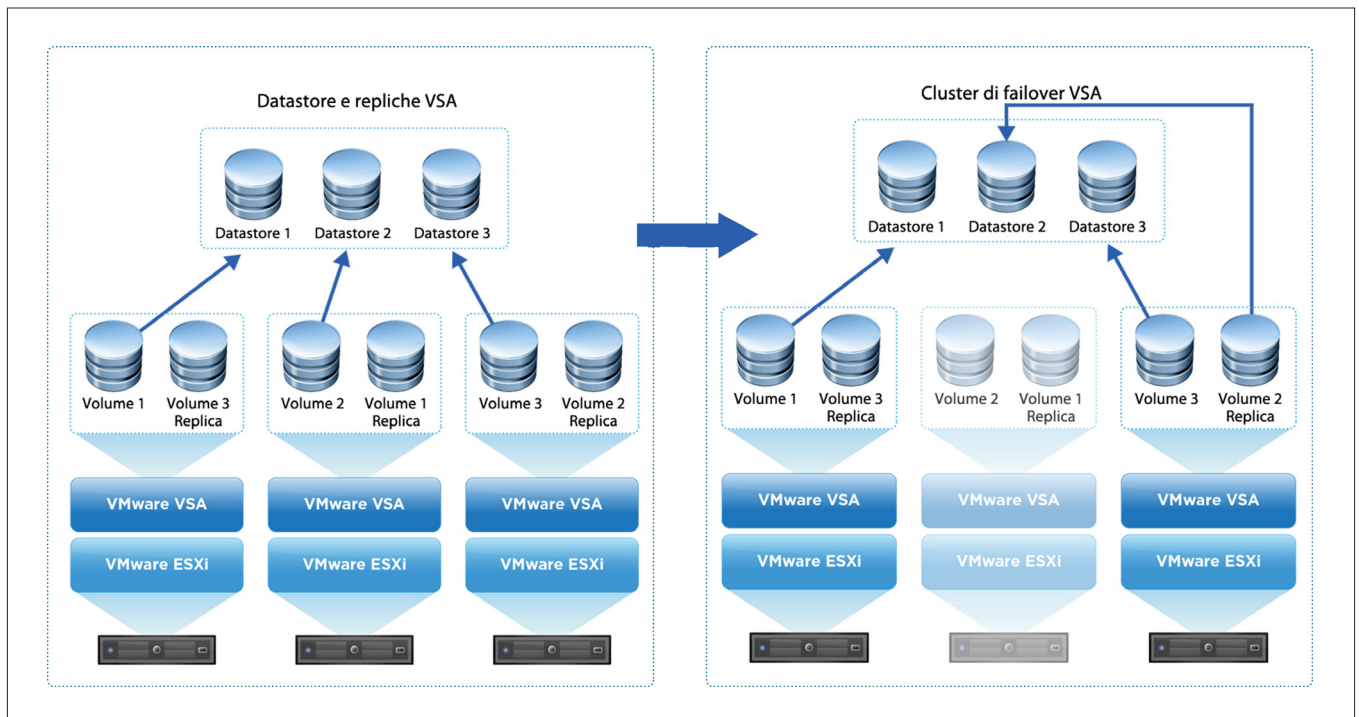 Datastore e repliche VSA
Datastore 1
Datastore 2
Datastore 3
Volume 1
Volume 3
Replica
Volume 2
Volume 1
Replica
Volume 3
Volume 2
Replica
VMware VSA
VMware VSA
VMware VSA
VMware ESXi
VMware ESXi
VMware ESXi
Cluster di failover VSA
Datastore 1
Datastore 2
Datastore 3
Volume 1
Volume 3
Replica
Volume 2
Volume 1
Replica
Volume 3
Volume 2
Replica
VMware VSA
VMware VSA
VMware VSA
VMware ESXi
VMware ESXi
VMware ESXi